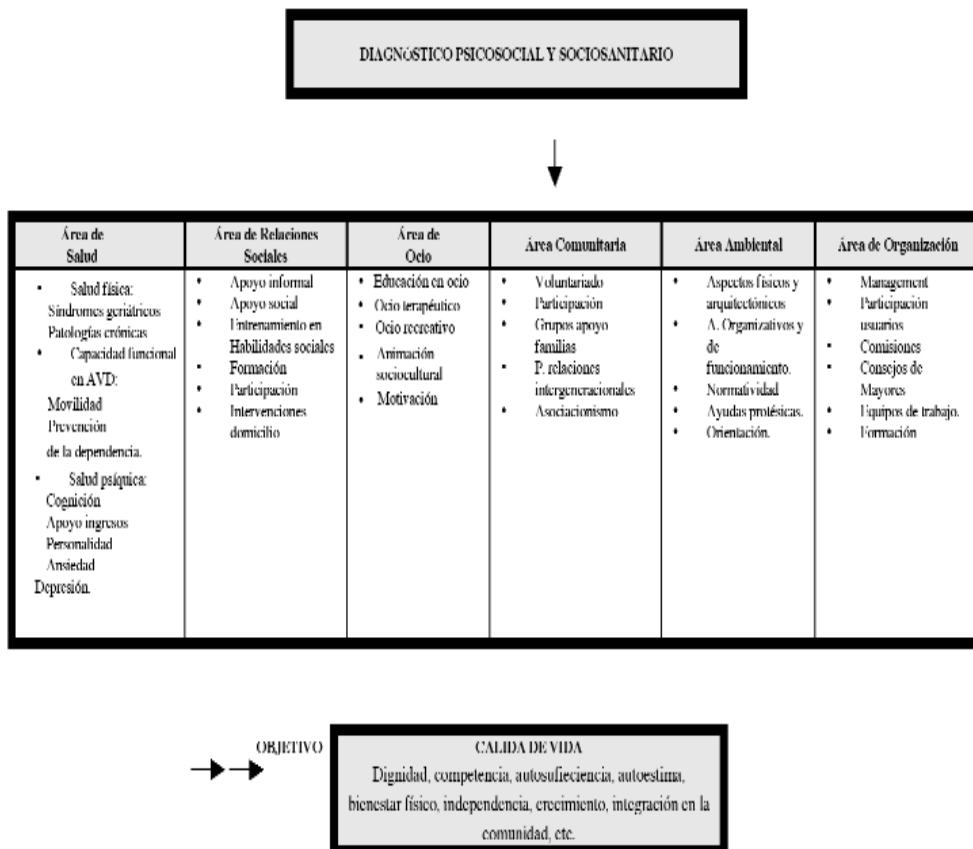 DIAGNÓSTICO PSICOSOCIAL Y SOCIOSANITARIO
Área de
Salud
• Salud física:
Síndromes geriátricos
Patologías crónicas
• Capacidad funcional
en AVD:
Movilidad
Prevención
de la dependencia.
• Salud psíquica:
Cognición
Apoyo ingresos
Personalidad
Ansiedad
Depresión.
Área de Relaciones
Sociales
• Apoyo informal
• Apoyo social
• Entrenamiento en
Habilidades sociales
• Formación
• Participación
• Intervenciones
domicilio
Área de
Ocio
• Educación en ocio
• Ocio terapéutico
• Ocio recreativo
• Animación
sociocultural
• Motivación
Área Comunitaria
• Voluntariado
• Participación
• Grupos apoyo
familias
• P. relaciones
intergeneracionales
• Asociacionismo
Área Ambiental
• Aspectos físicos y
arquitectónicos
• A. Organizativos y
de
funcionamiento.
• Normatividad
• Ayudas protésicas.
• Orientación.
Área de Organización
• Management
• Participación
usuarios
• Comisiones
• Consejos de
Mayores
• Equipos de trabajo.
• Formación
OBJETIVO
CALIDA DE VIDA
Dignidad, competencia, autosufieciencia, autoestima,
bienestar físico, independencia, crecimiento, integración en la
comunidad, etc.